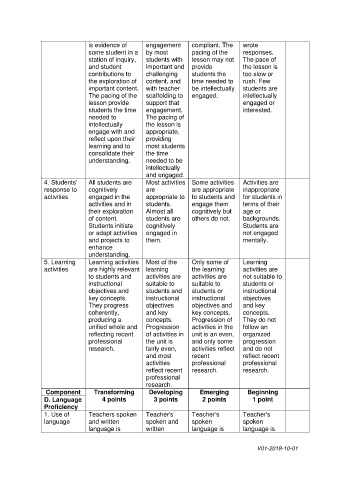 is evidence of
some student in a
station of inquiry,
and student
contributions to
the exploration of
important content.
The pacing of the
lesson provide
students the time
needed to
intellectually
engage with and
reflect upon their
learning and to
consolidate their
understanding.
engagement
by most
students with
important and
challenging
content, and
with teacher
scaffolding to
support that
engagement.
The pacing of
the lesson is
appropriate,
providing
most students
the time
needed to be
intellectually
and engaged.
compliant. The
pacing of the
lesson may not
provide
students the
time needed to
be intellectually
engaged.
wrote
responses.
The pace of
the lesson is
too slow or
rush. Few
students are
intellectually
engaged or
interested.
4. Students'
response to
activities
All students are
cognitively
engaged in the
activities and in
their exploration
of content.
Students initiate
or adapt activities
and projects to
enhance
understanding.
Most activities
are
appropriate to
students.
Almost all
students are
cognitively
engaged in
them.
Some activities
are appropriate
to students and
engage them
cognitively but
others do not.
Activities are
inappropriate
for students in
terms of their
age or
backgrounds.
Students are
not engaged
mentally.
5. Learning
activities
Learning activities
are highly relevant
to students and
instructional
objectives and
key concepts.
They progress
coherently,
producing a
unified whole and
reflecting recent
professional
research.
Most of the
learning
activities are
suitable to
students and
instructional
objectives
and key
concepts.
Progression
of activities in
the unit is
fairly even,
and most
activities
reflect recent
professional
research.
Only some of
the learning
activities are
suitable to
students or
instructional
objectives and
key concepts.
Progression of
activities in the
unit is an even,
and only some
activities reflect
recent
professional
research.
Learning
activities are
not suitable to
students or
instructional
objectives
and key
concepts.
They do not
follow an
organized
progression
and do not
reflect recent
professional
research.
Component
Transforming
Developing
Emerging
Beginning
D. Language
Proficiency
4 points
3 points
2 points
1 point
1. Use of
language
Teachers spoken
and written
language is
Teacher's
spoken and
written
Teacher's
spoken
language is
Teacher's
spoken
language is
V01-2018-10-01